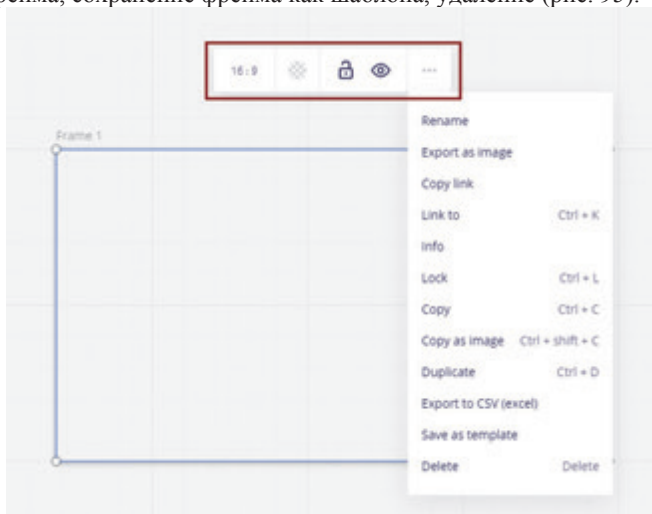 сохранение фрейма как шаблона, удаление (рис. 95).
16:9
Frame 1
Rename
Export as image
Copy link
Link to Ctrl + K
Info
Lock Ctrl + L
Copy Ctrl + C
Copy as image Ctrl + shift + C
Duplicate Ctrl + D
Export to CSV (excel)
Save as template
Delete Delete